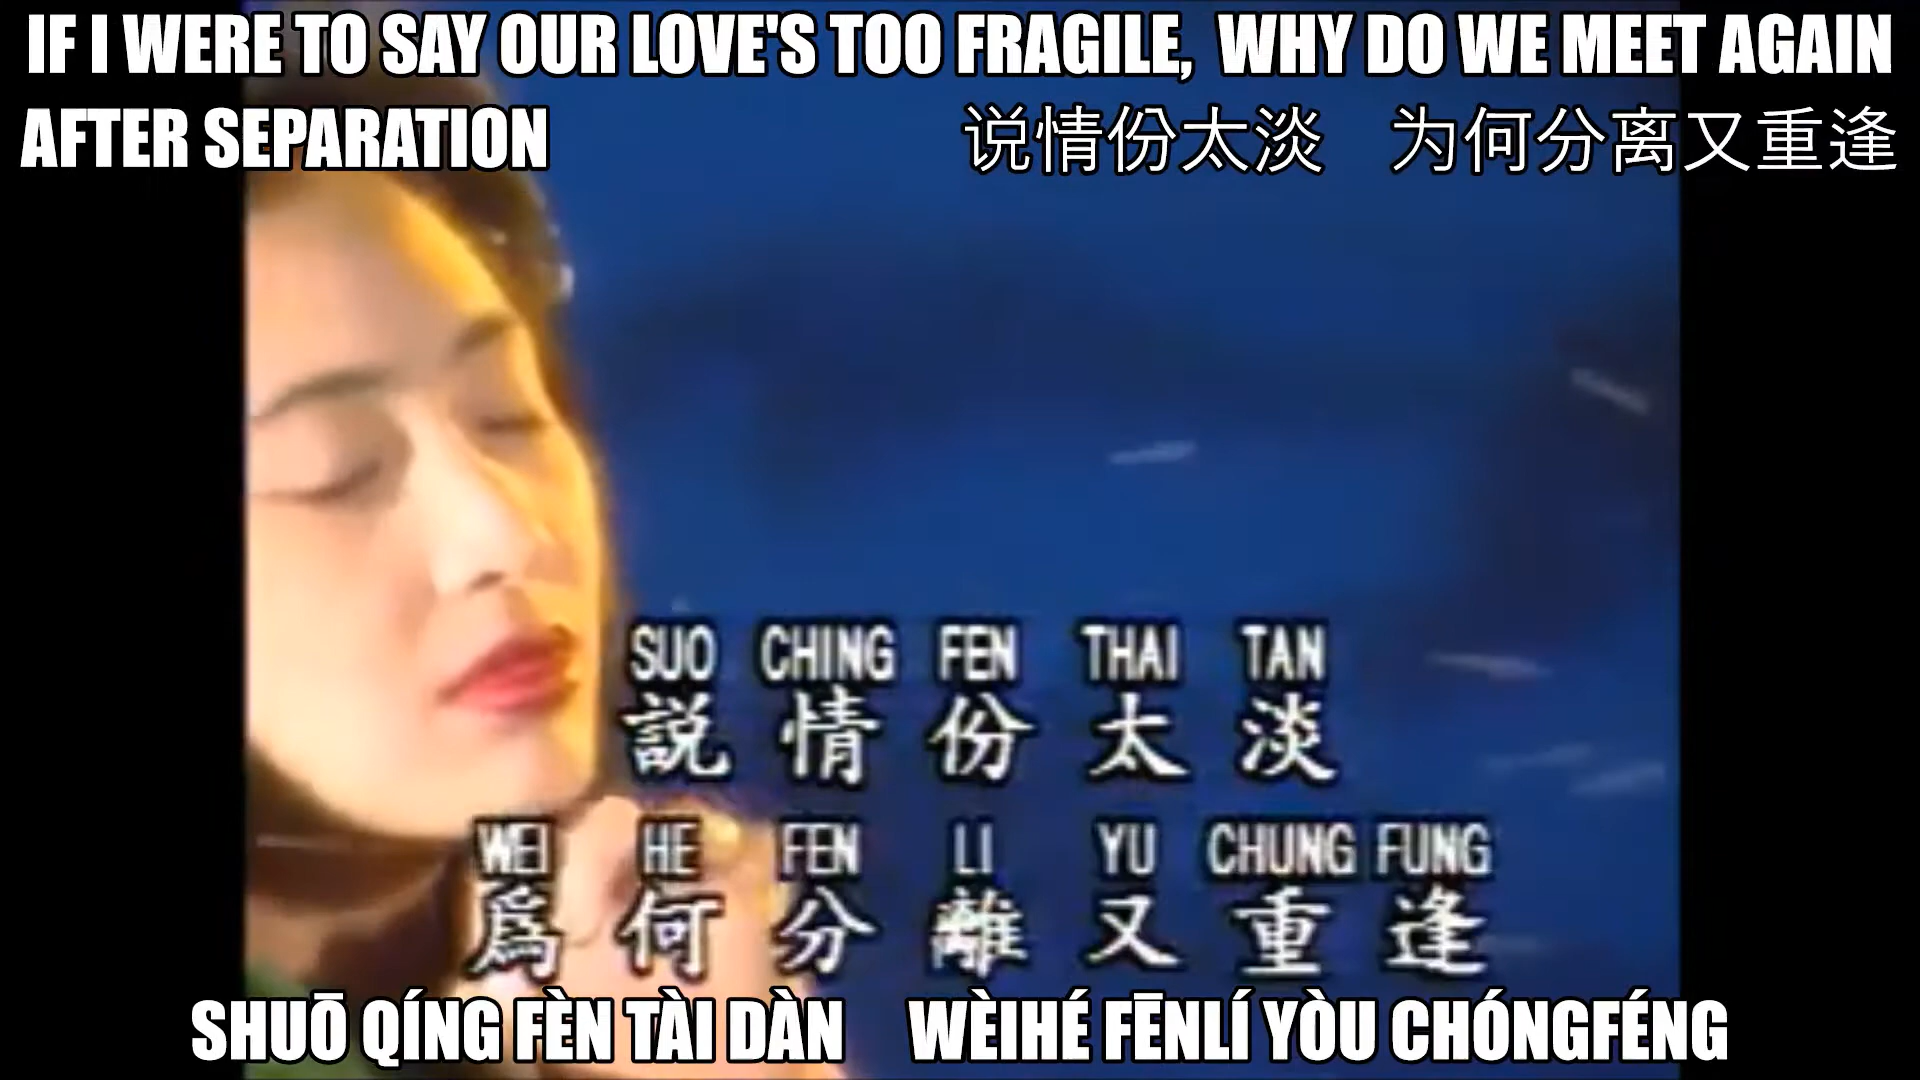 IF I WERE TO SAY OUR LOVE'S TOO FRAGILE, WHY DO WE MEET AGAIN
AFTER SEPARATION
说情份太淡 为何分离又重逢
SUO CHING FEN THAI TAN
説情份太淡
WEI HE FEN LI YU CHUNG FUNG
爲何分離又重逢
SHUŌ QÍNG FÈN TÀI DÀN WÈIHÉ FĒNLÍ YÒU CHÓNGFÉNG